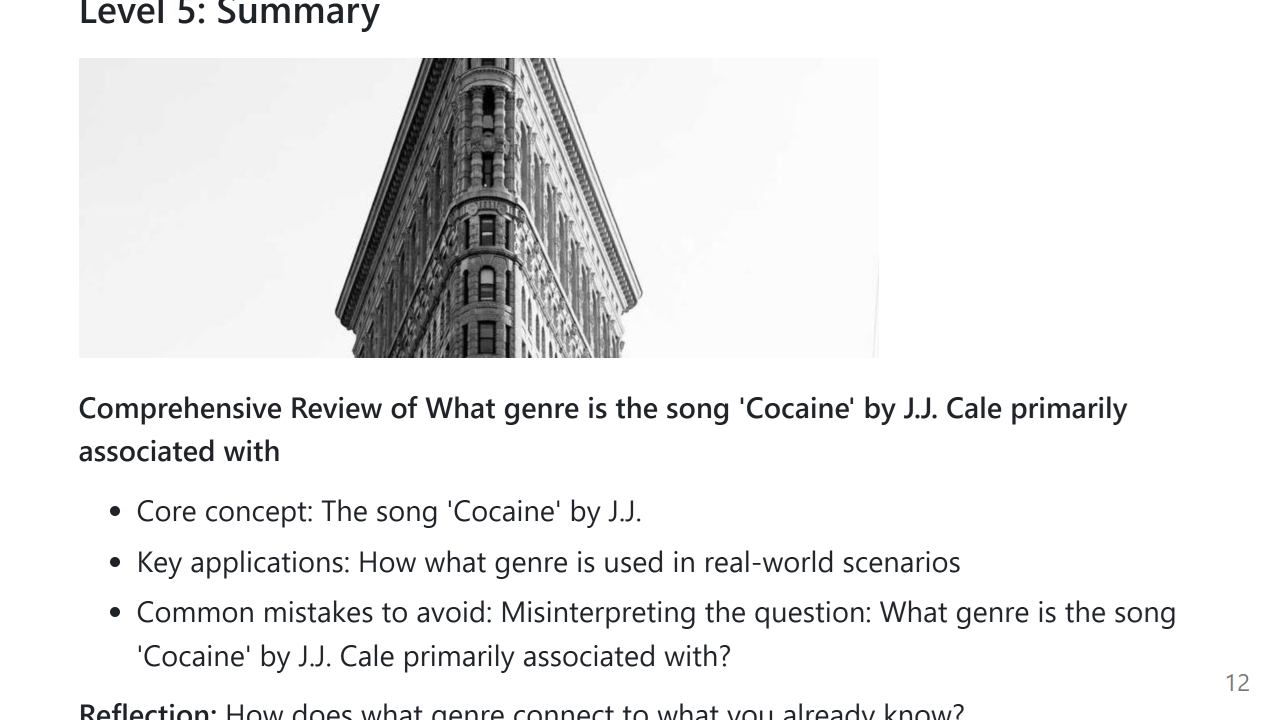 Level 5: Summary
Comprehensive Review of What genre is the song 'Cocaine' by J.J. Cale primarily
associated with
• Core concept: The song 'Cocaine' by J.J.
• Key applications: How what genre is used in real-world scenarios
• Common mistakes to avoid: Misinterpreting the question: What genre is the song
'Cocaine' by J.J. Cale primarily associated with?
12
Reflection: How does what genre connect to what you already know?